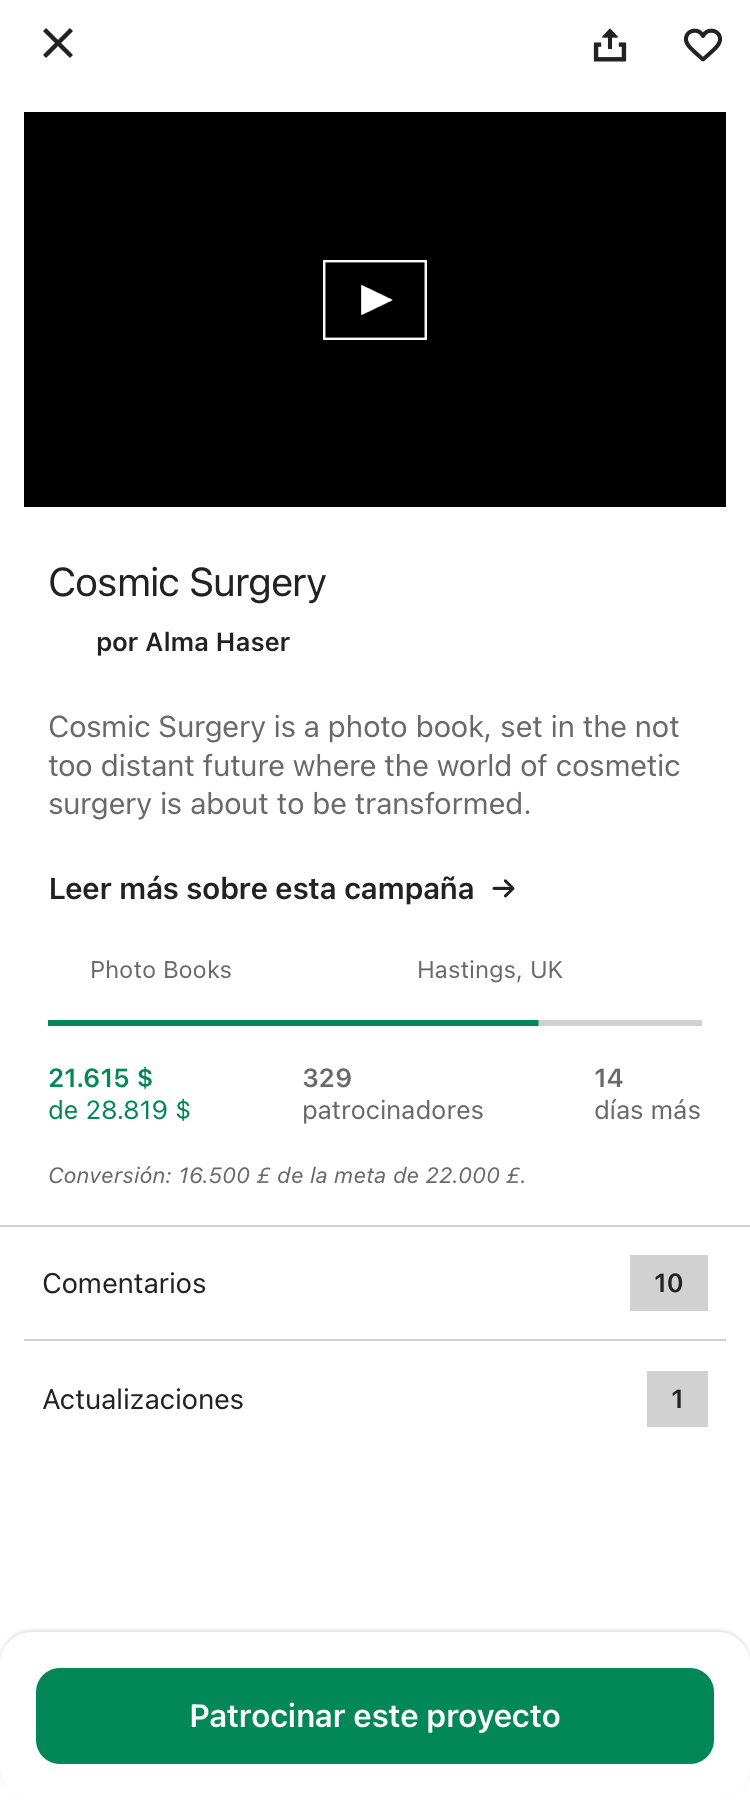 Cosmic Surgery
por Alma Haser
Cosmic Surgery is a photo book, set in the not
too distant future where the world of cosmetic
surgery is about to be transformed.
Leer más sobre esta campaña →
Photo Books
Hastings, UK
21.615 $
de 28.819 $
329
patrocinadores
14
días más
Conversión: 16.500 £ de la meta de 22.000 £.
Comentarios
10
Actualizaciones
1
Patrocinar este proyecto